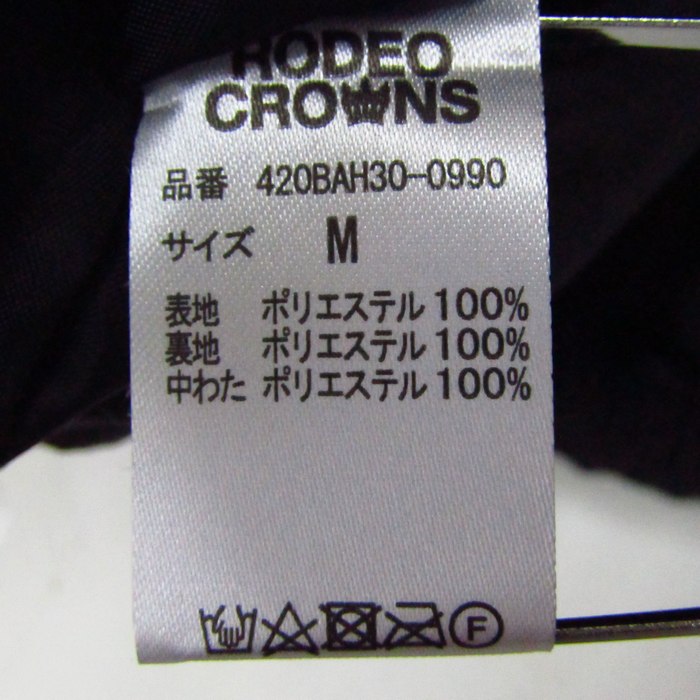 RODEO
CROWNS
品番 420BAH30-0990
サイズ M
表地 ポリエステル 100%
裏地 ポリエステル 100%
中わた ポリエステル 100%
F